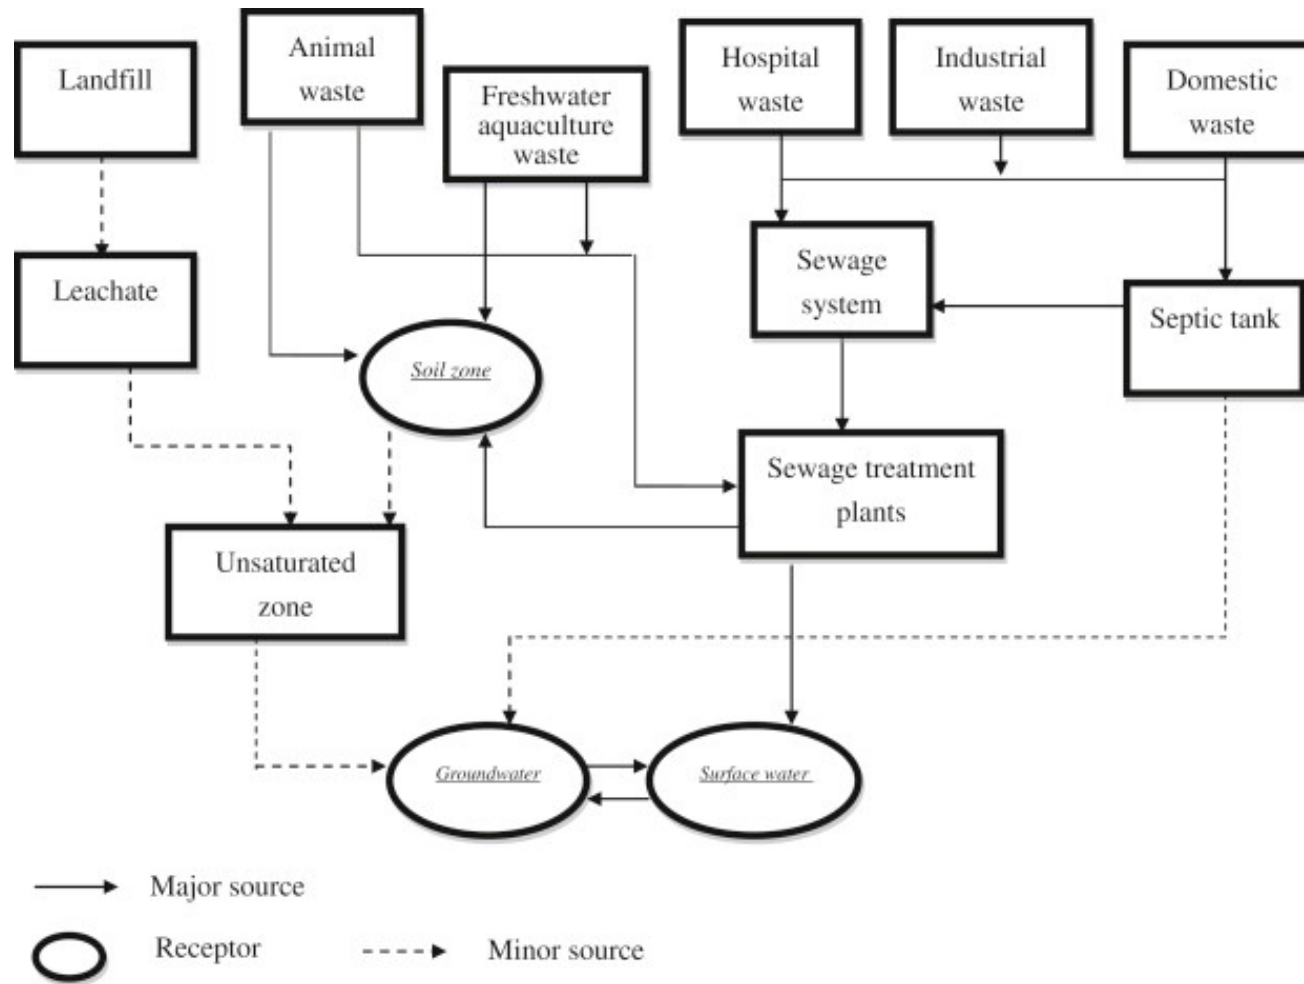 Landfill
Animal
waste
Freshwater
aquaculture
waste
Hospital
waste
Industrial
waste
Domestic
waste
Leachate
Sewage
system
Septic tank
Soil zone
Sewage treatment
plants
Unsaturated
zone
Groundwater
Surface water
Major source
Receptor
Minor source